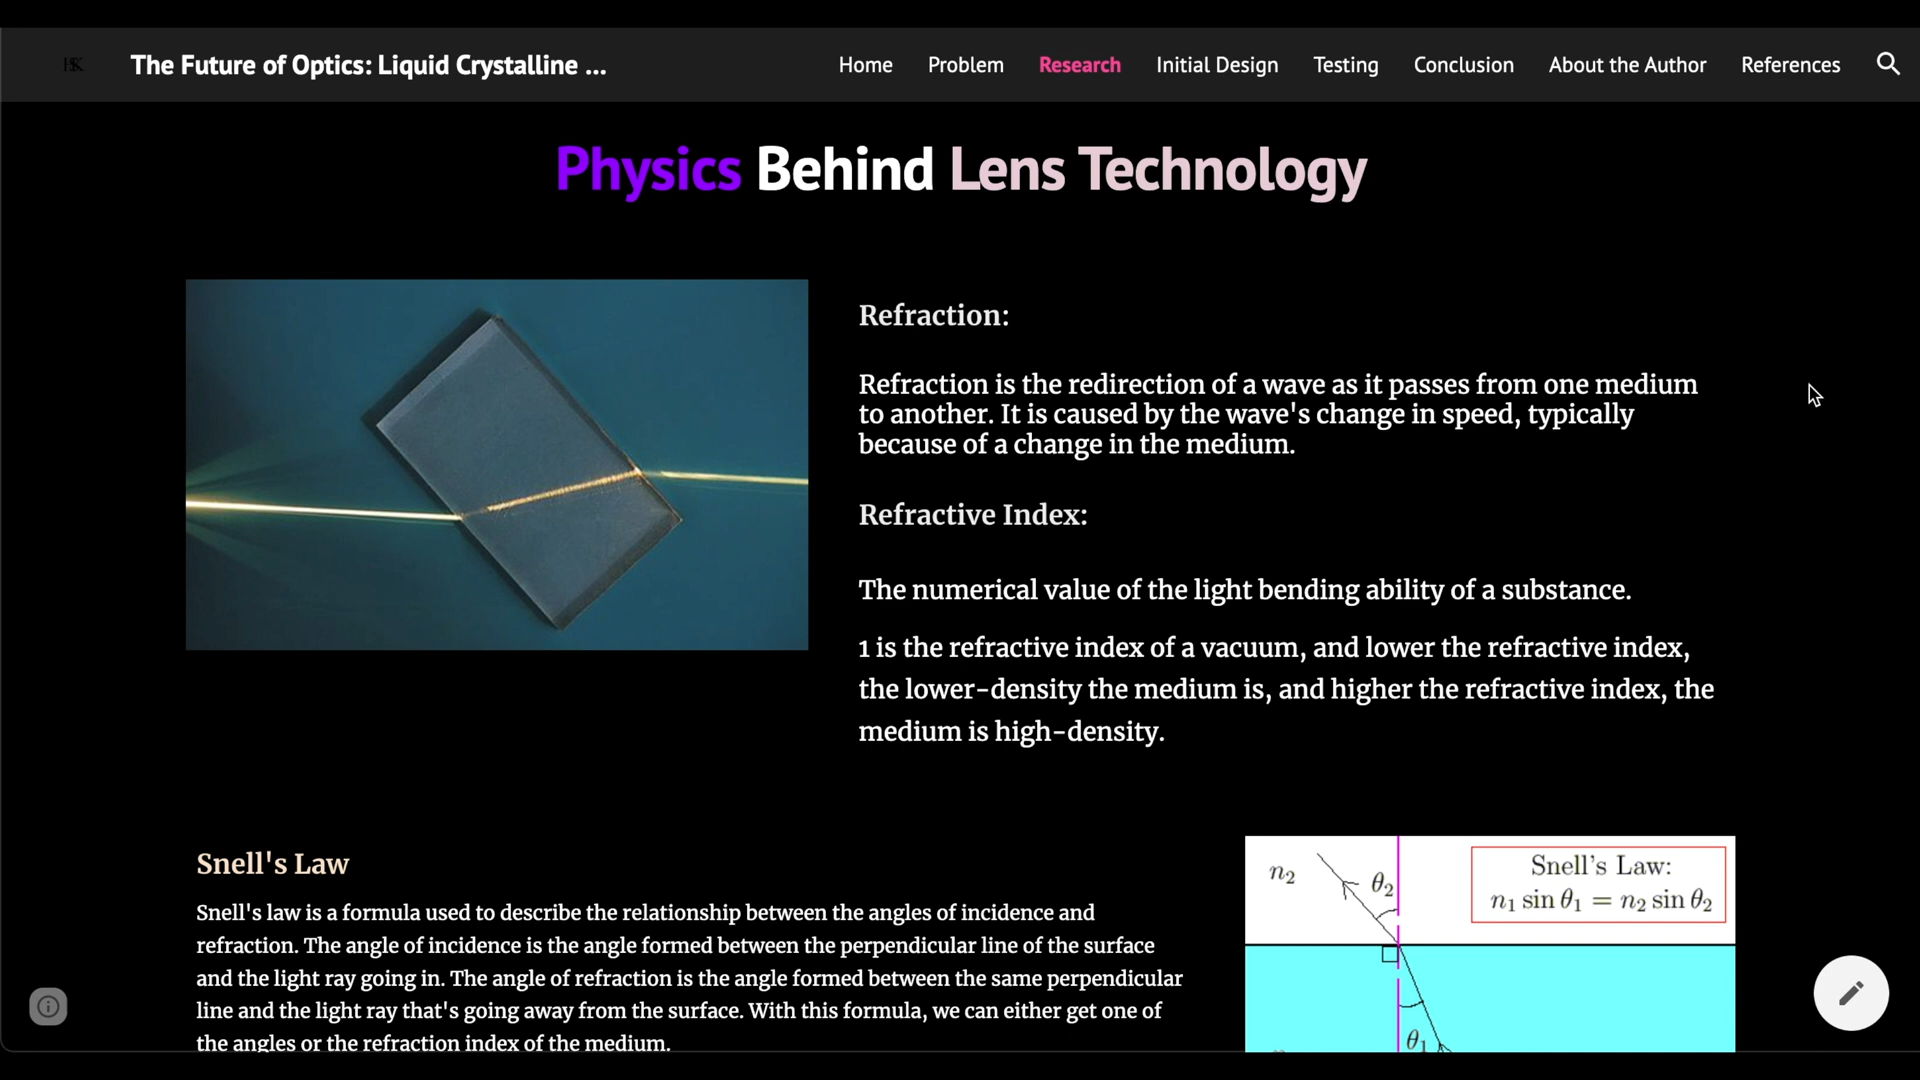 The Future of Optics: Liquid Crystalline ...
Home Problem Research Initial Design Testing Conclusion About the Author References
Physics Behind Lens Technology
Refraction:
Refraction is the redirection of a wave as it passes from one medium
to another. It is caused by the wave's change in speed, typically
because of a change in the medium.
Refractive Index:
The numerical value of the light bending ability of a substance.
1 is the refractive index of a vacuum, and lower the refractive index,
the lower-density the medium is, and higher the refractive index, the
medium is high-density.
Snell's Law
Snell's law is a formula used to describe the relationship between the angles of incidence and
refraction. The angle of incidence is the angle formed between the perpendicular line of the surface
and the light ray going in. The angle of refraction is the angle formed between the same perpendicular
line and the light ray that's going away from the surface. With this formula, we can either get one of
the angles or the refraction index of the medium.
n₂
θ₂
Snell's Law:
n₁ sin θ₁ = n₂ sin θ₂
θ₁